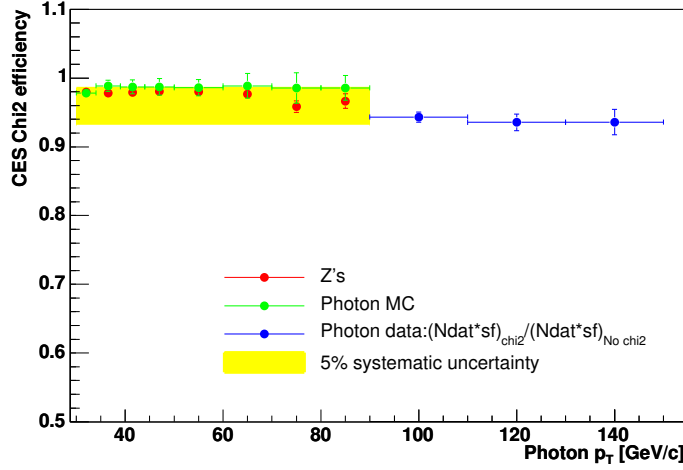 CES Chi2 efficiency
1.1
1
0.9
0.8
0.7
0.6
0.5
Z's
Photon MC
Photon data:(Ndat*sf)chi2/(Ndat*sf)No chi2
5% systematic uncertainty
40 60 80 100 120 140
Photon pT [GeV/c]